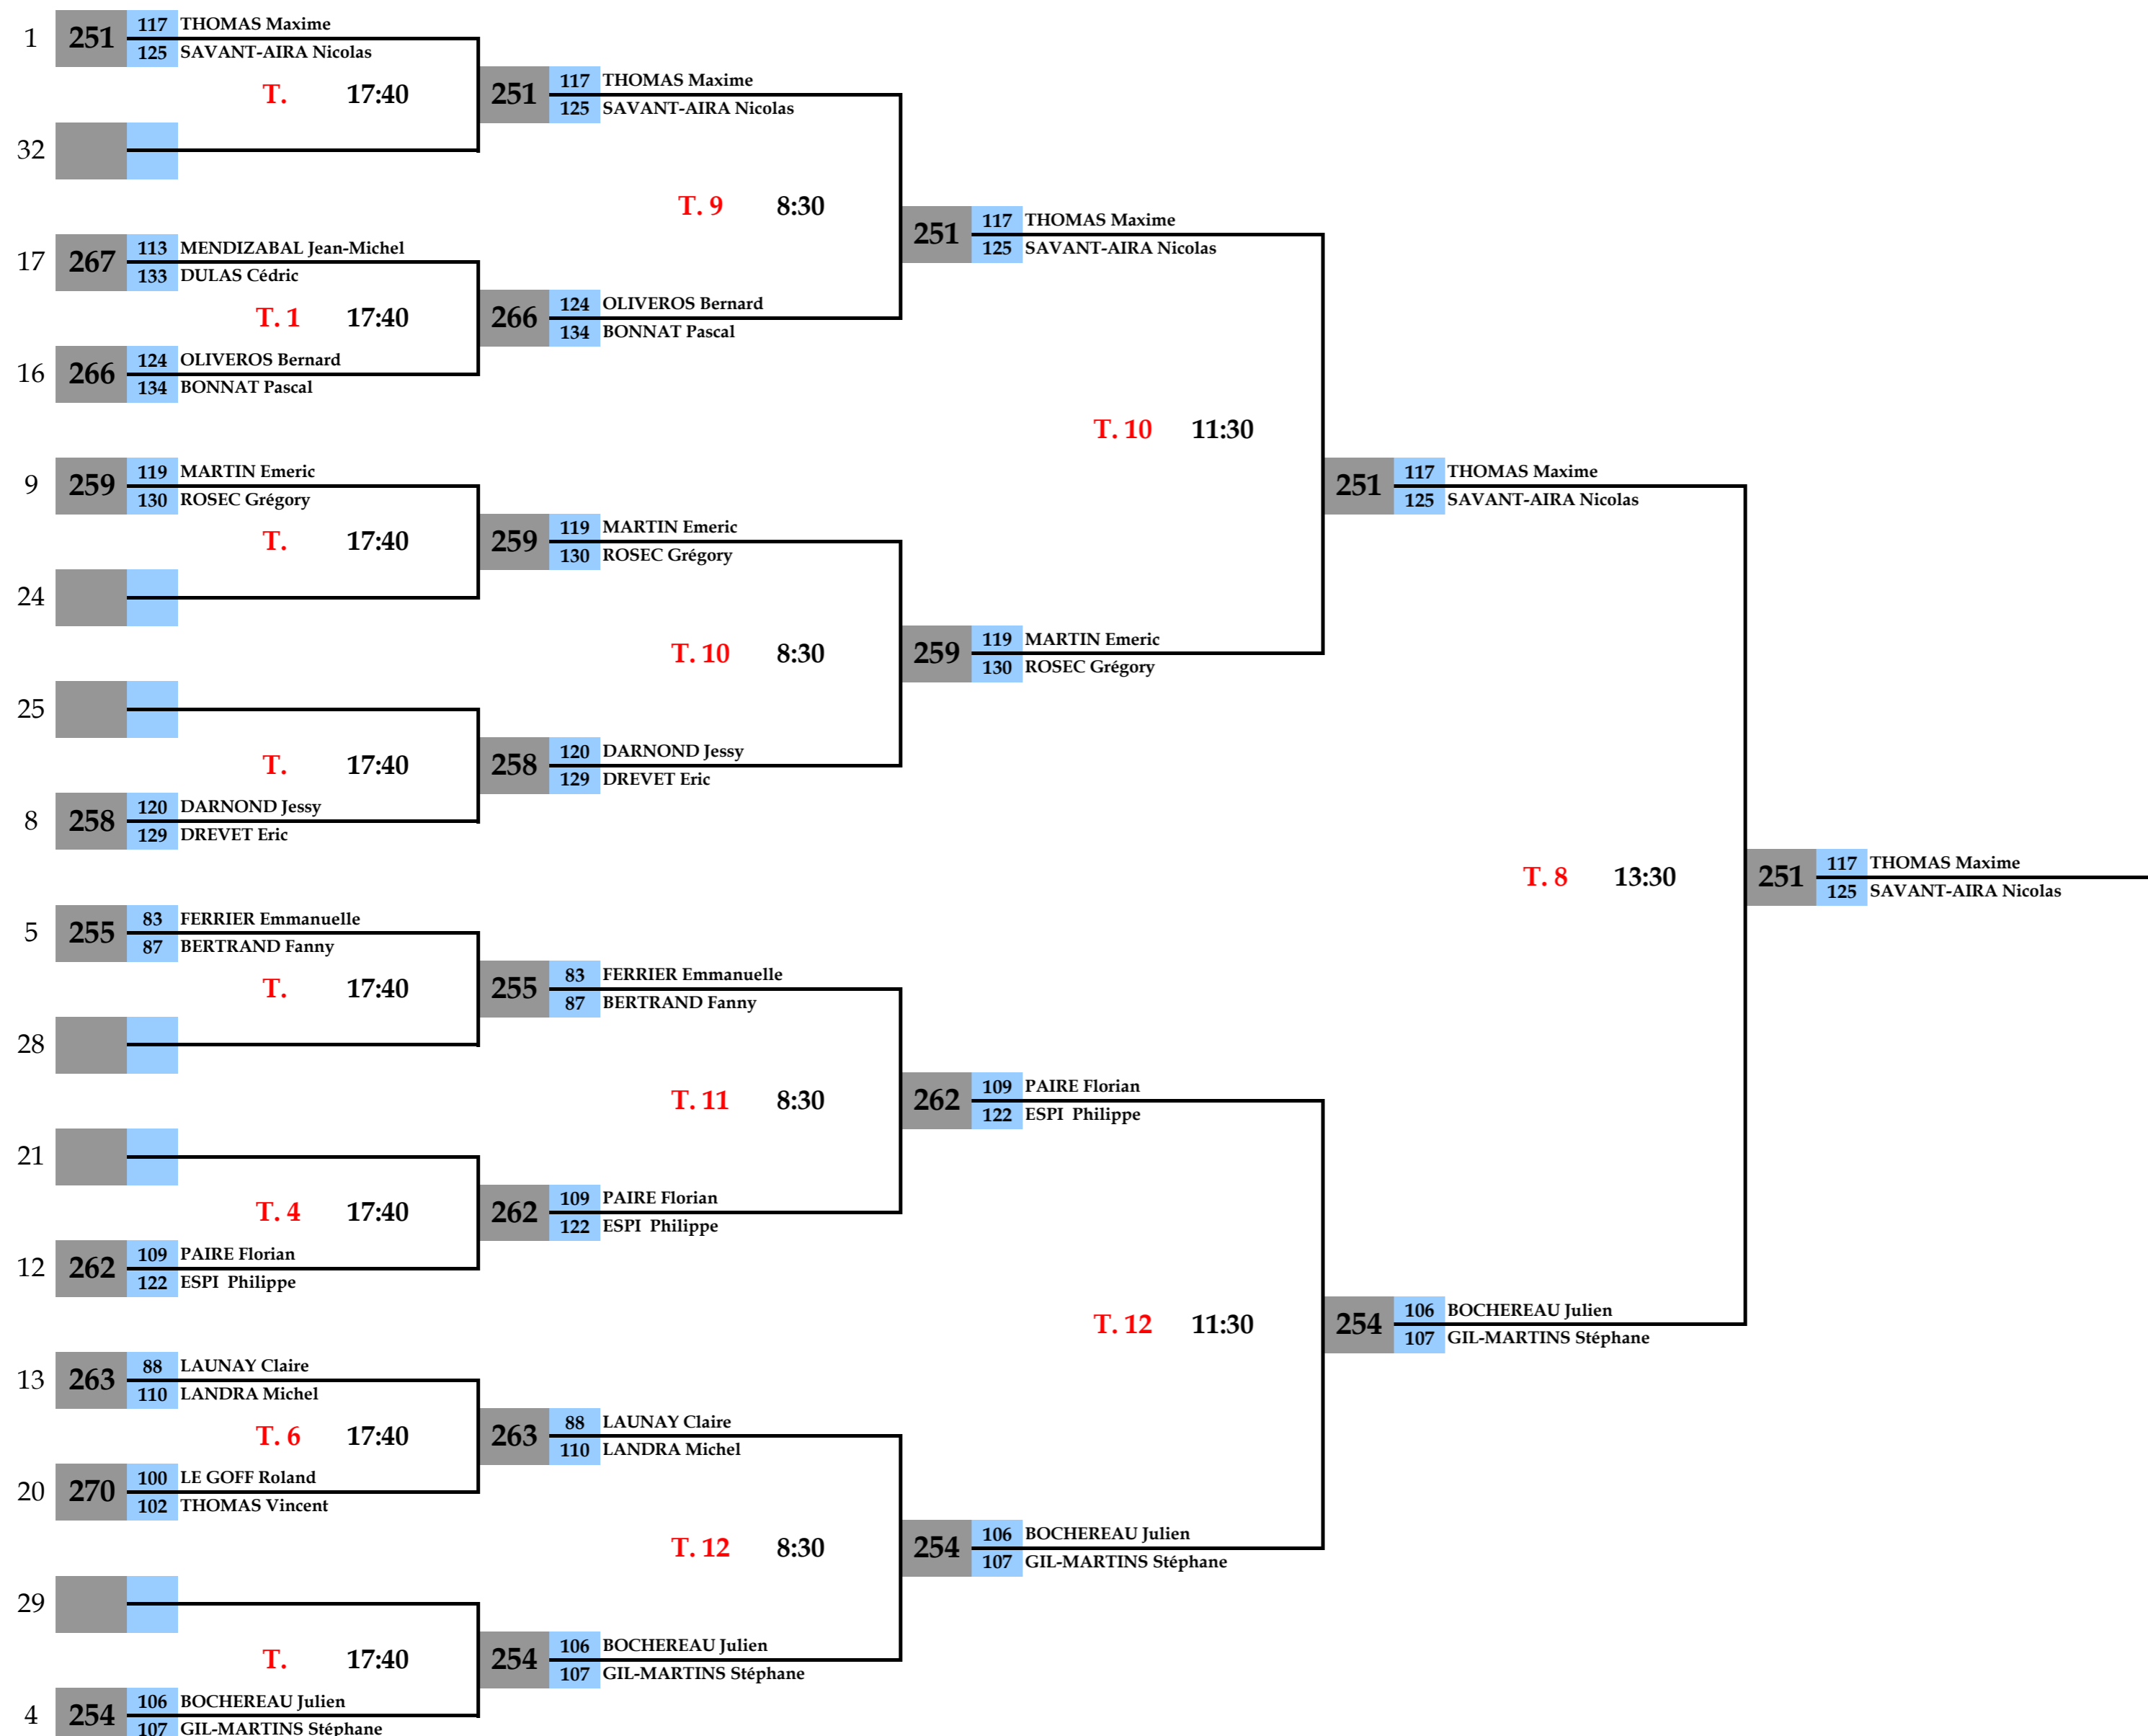 1 251 117 THOMAS Maxime
125 SAVANT-AIRA Nicolas
T. 17:40
251 117 THOMAS Maxime
125 SAVANT-AIRA Nicolas
32
T. 9 8:30
251 117 THOMAS Maxime
125 SAVANT-AIRA Nicolas
17 267 113 MENDIZABAL Jean-Michel
133 DULAS Cédric
T. 1 17:40
266 124 OLIVEROS Bernard
134 BONNAT Pascal
16 266 124 OLIVEROS Bernard
134 BONNAT Pascal
T. 10 11:30
251 117 THOMAS Maxime
125 SAVANT-AIRA Nicolas
9 259 119 MARTIN Emeric
130 ROSEC Grégory
T. 17:40
259 119 MARTIN Emeric
130 ROSEC Grégory
24
T. 10 8:30
259 119 MARTIN Emeric
130 ROSEC Grégory
25
T. 17:40
258 120 DARNOND Jessy
129 DREVET Eric
8 258 120 DARNOND Jessy
129 DREVET Eric
T. 8 13:30
251 117 THOMAS Maxime
125 SAVANT-AIRA Nicolas
5 255 83 FERRIER Emmanuelle
87 BERTRAND Fanny
T. 17:40
255 83 FERRIER Emmanuelle
87 BERTRAND Fanny
28
T. 11 8:30
262 109 PAIRE Florian
122 ESPI Philippe
21
T. 4 17:40
262 109 PAIRE Florian
122 ESPI Philippe
12 262 109 PAIRE Florian
122 ESPI Philippe
T. 12 11:30
254 106 BOCHEREAU Julien
107 GIL-MARTINS Stéphane
13 263 88 LAUNAY Claire
110 LANDRA Michel
T. 6 17:40
263 88 LAUNAY Claire
110 LANDRA Michel
20 270 100 LE GOFF Roland
102 THOMAS Vincent
T. 12 8:30
254 106 BOCHEREAU Julien
107 GIL-MARTINS Stéphane
29
T. 17:40
254 106 BOCHEREAU Julien
107 GIL-MARTINS Stéphane
4 254 106 BOCHEREAU Julien
107 GIL-MARTINS Stéphane